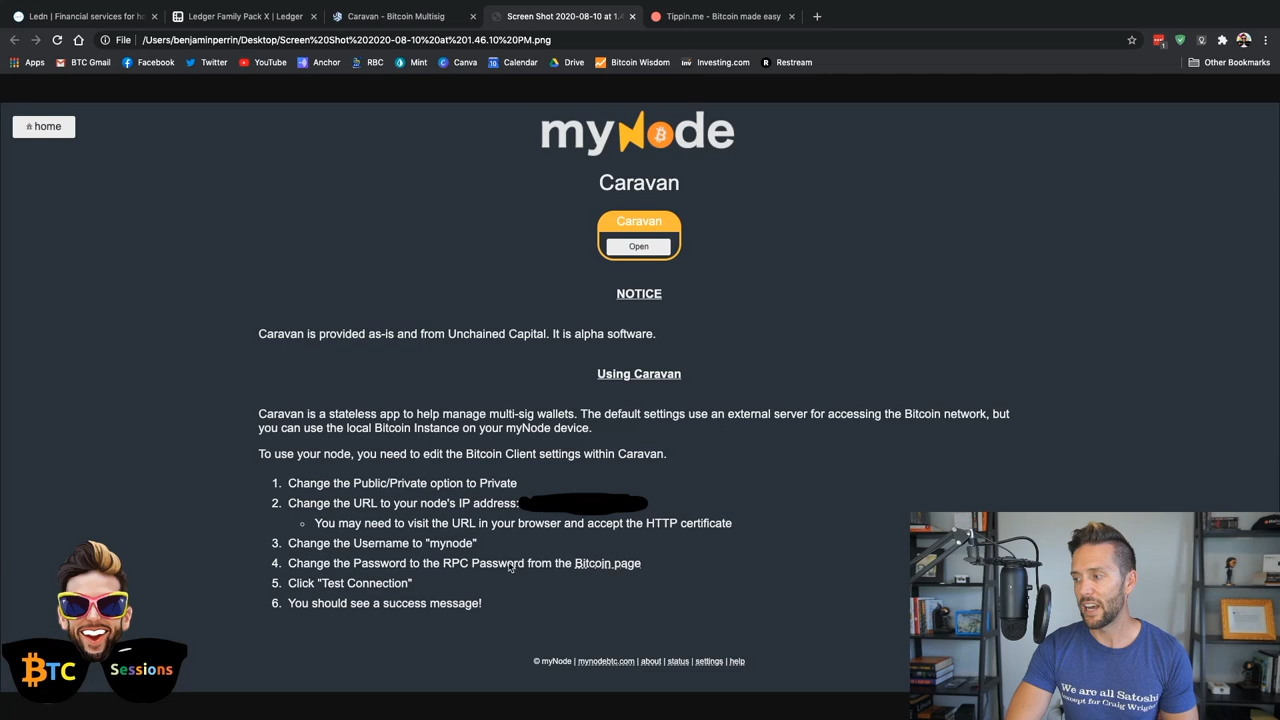 Ledn | Financial services for h
Ledger Family Pack X | Ledger
Caravan - Bitcoin Multisig
Screen Shot 2020-08-10 at 1.4
Tippin.me - Bitcoin made easy
File /Users/benjaminperrin/Desktop/Screen%20Shot%202020-08-10%20at%201.46.10%20PM.png
Apps BTC Gmail Facebook Twitter YouTube Anchor RBC Mint Canva Calendar Drive Bitcoin Wisdom Investing.com Restream Other Bookmarks
home
myNode
Caravan
Caravan
Open
NOTICE
Caravan is provided as-is and from Unchained Capital. It is alpha software.
Using Caravan
Caravan is a stateless app to help manage multi-sig wallets. The default settings use an external server for accessing the Bitcoin network, but
you can use the local Bitcoin Instance on your myNode device.
To use your node, you need to edit the Bitcoin Client settings within Caravan.
1. Change the Public/Private option to Private
2. Change the URL to your node's IP address:
You may need to visit the URL in your browser and accept the HTTP certificate
3. Change the Username to "mynode"
4. Change the Password to the RPC Password from the Bitcoin page
5. Click "Test Connection"
6. You should see a success message!
© myNode | mynodebtc.com | about | status | settings | help
BTC Sessions
We are all Satoshi
except for Craig Wright